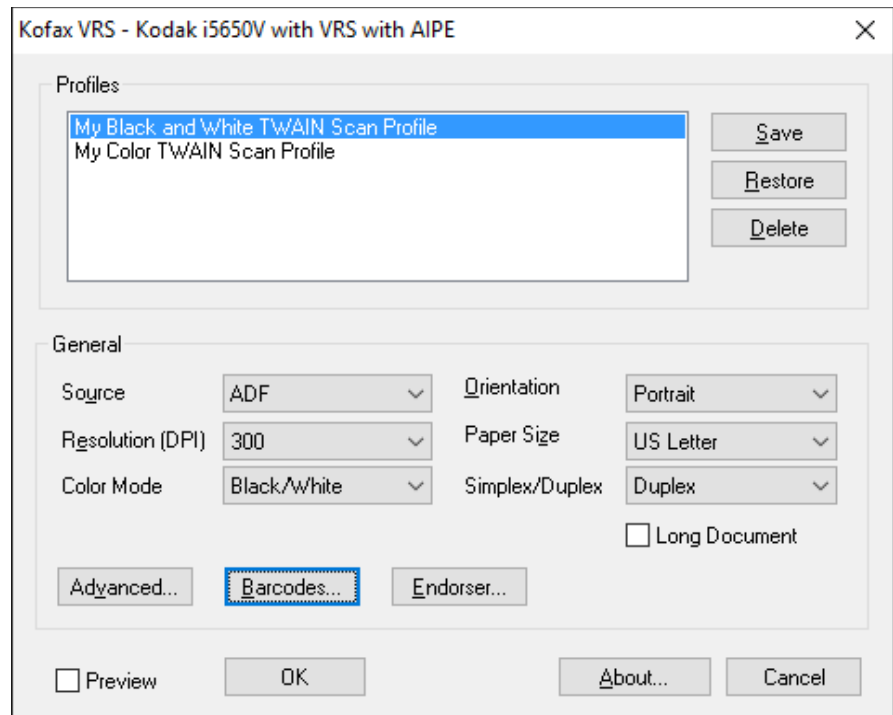 Kofax VRS - Kodak i5650V with VRS with AIPE
Profiles
My Black and White TWAIN Scan Profile
My Color TWAIN Scan Profile
Save
Restore
Delete
General
Source ADF Orientation Portrait
Resolution (DPI) 300 Paper Size US Letter
Color Mode Black/White Simplex/Duplex Duplex
Long Document
Advanced... Barcodes... Endorser...
Preview OK About... Cancel